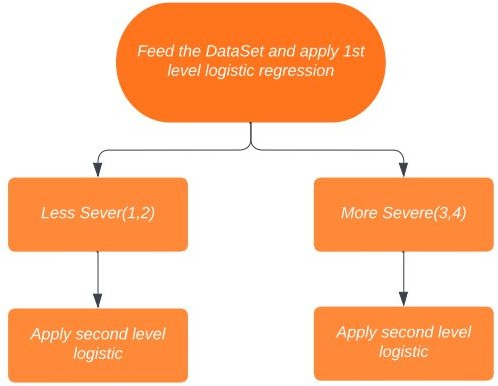 Feed the DataSet and apply 1st
level logistic regression
Less Sever(1,2)
More Severe(3,4)
Apply second level
logistic
Apply second level
logistic